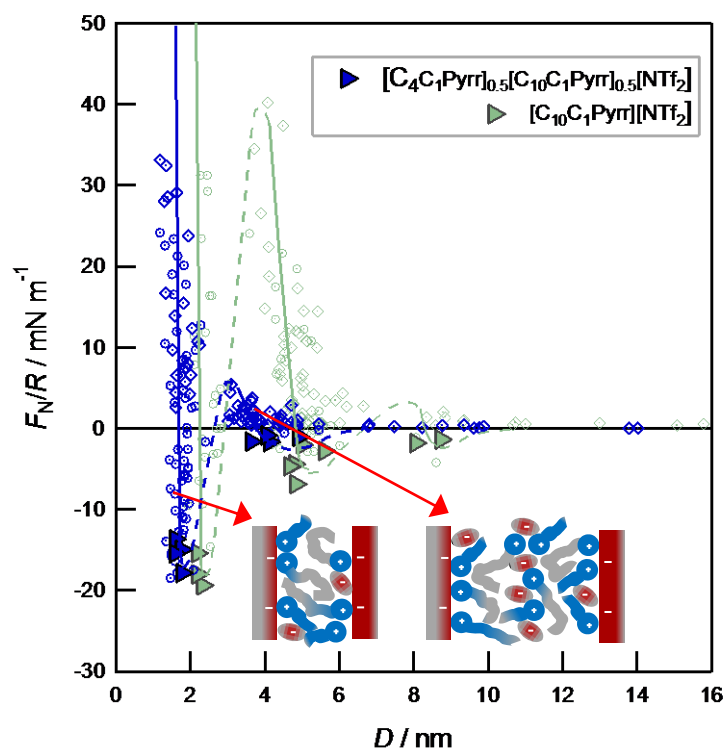 50
40
30
20
10
0
-10
-20
-30
F_N/R / mN m⁻¹
[C₄C₁Pyrr]₀.₅[C₁₀C₁Pyrr]₀.₅[NTf₂]
[C₁₀C₁Pyrr][NTf₂]
0 2 4 6 8 10 12 14 16
D / nm